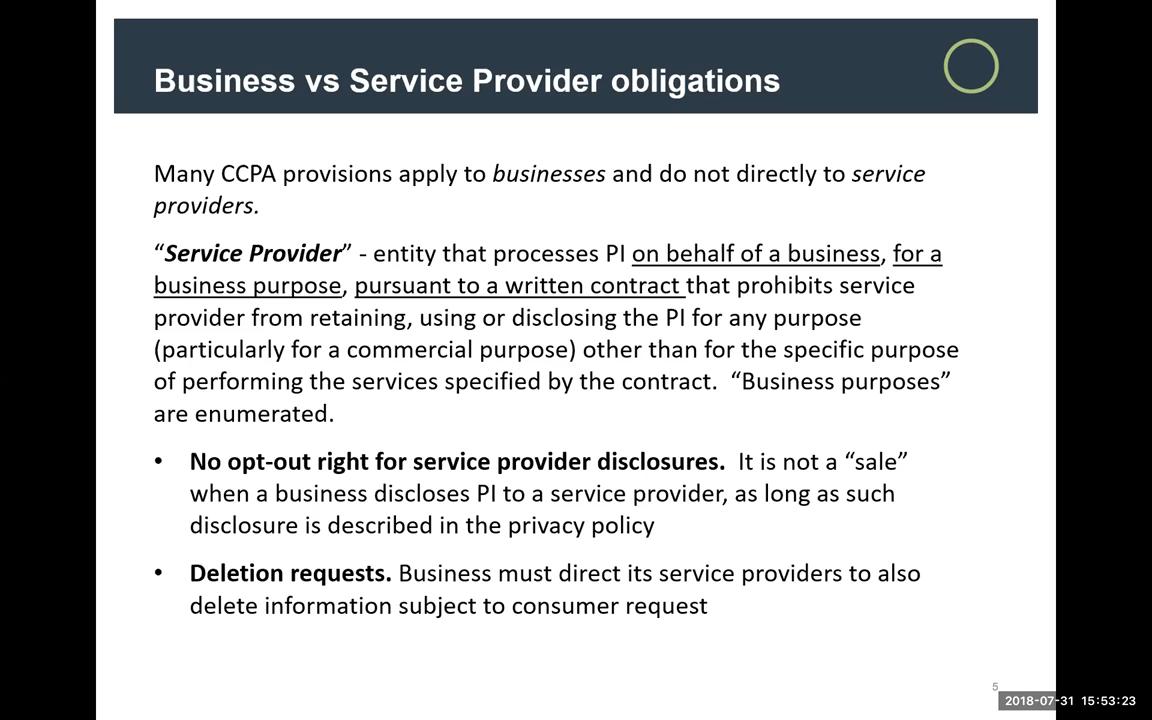 Business vs Service Provider obligations
Many CCPA provisions apply to businesses and do not directly to service
providers.
“Service Provider” - entity that processes PI on behalf of a business, for a
business purpose, pursuant to a written contract that prohibits service
provider from retaining, using or disclosing the PI for any purpose
(particularly for a commercial purpose) other than for the specific purpose
of performing the services specified by the contract.  “Business purposes”
are enumerated.
• No opt-out right for service provider disclosures.  It is not a “sale”
when a business discloses PI to a service provider, as long as such
disclosure is described in the privacy policy
• Deletion requests. Business must direct its service providers to also
delete information subject to consumer request
5
2018-07-31 15:53:23